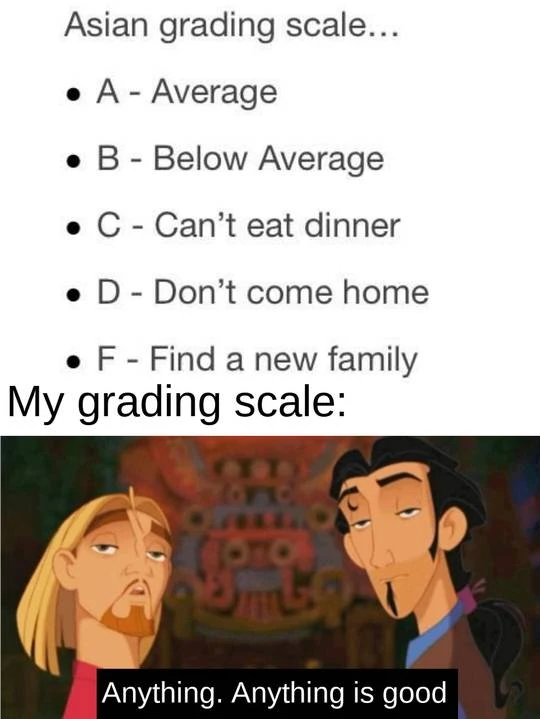 Asian grading scale...
• A - Average
• B - Below Average
• C - Can't eat dinner
• D - Don't come home
• F - Find a new family
My grading scale:
Anything. Anything is good